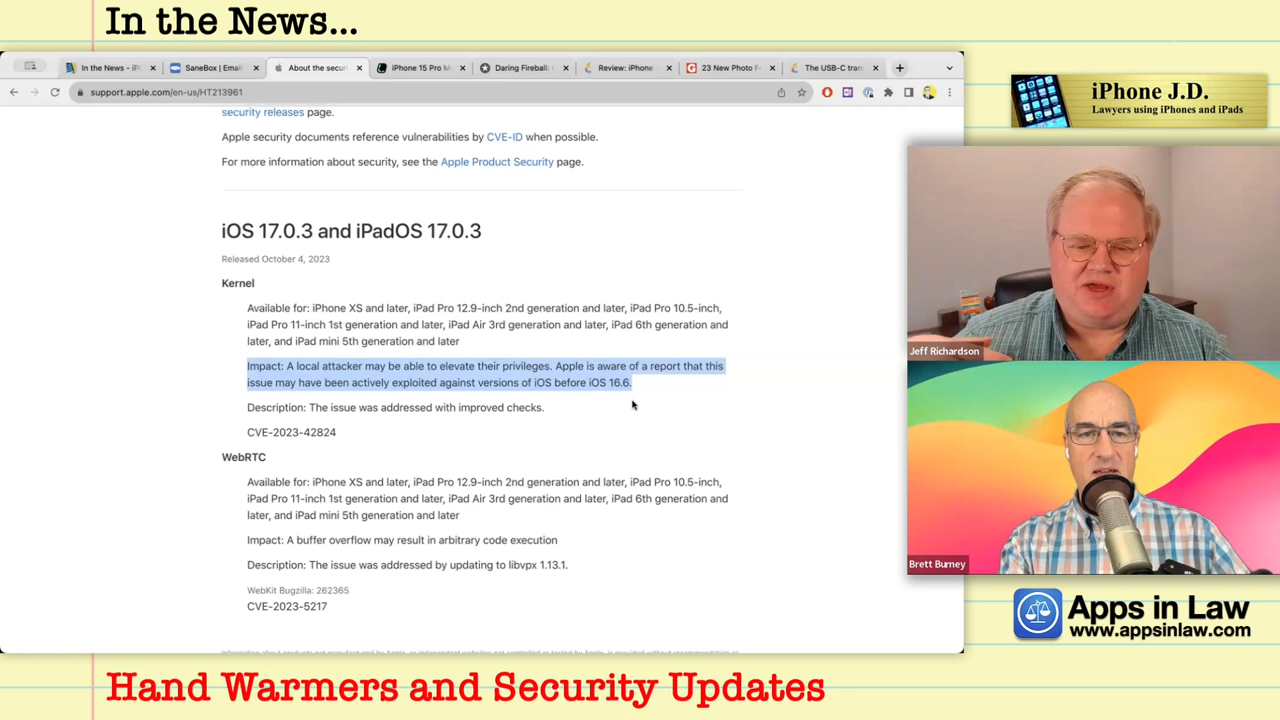 In the News...
In the News – iPh
SaneBox | Email
About the secur
iPhone 15 Pro M
Daring Fireball:
Review: iPhone
23 New Photo F
The USB-C tran
support.apple.com/en-us/HT213961
security releases page.
Apple security documents reference vulnerabilities by CVE-ID when possible.
For more information about security, see the Apple Product Security page.
iOS 17.0.3 and iPadOS 17.0.3
Released October 4, 2023
Kernel
Available for: iPhone XS and later, iPad Pro 12.9-inch 2nd generation and later, iPad Pro 10.5-inch,
iPad Pro 11-inch 1st generation and later, iPad Air 3rd generation and later, iPad 6th generation and
later, and iPad mini 5th generation and later
Impact: A local attacker may be able to elevate their privileges. Apple is aware of a report that this
issue may have been actively exploited against versions of iOS before iOS 16.6.
Description: The issue was addressed with improved checks.
CVE-2023-42824
WebRTC
Available for: iPhone XS and later, iPad Pro 12.9-inch 2nd generation and later, iPad Pro 10.5-inch,
iPad Pro 11-inch 1st generation and later, iPad Air 3rd generation and later, iPad 6th generation and
later, and iPad mini 5th generation and later
Impact: A buffer overflow may result in arbitrary code execution
Description: The issue was addressed by updating to libvpx 1.13.1.
WebKit Bugzilla: 262365
CVE-2023-5217
iPhone J.D.
Lawyers using iPhones and iPads
Jeff Richardson
Brett Burney
Apps in Law
www.appsinlaw.com
Hand Warmers and Security Updates